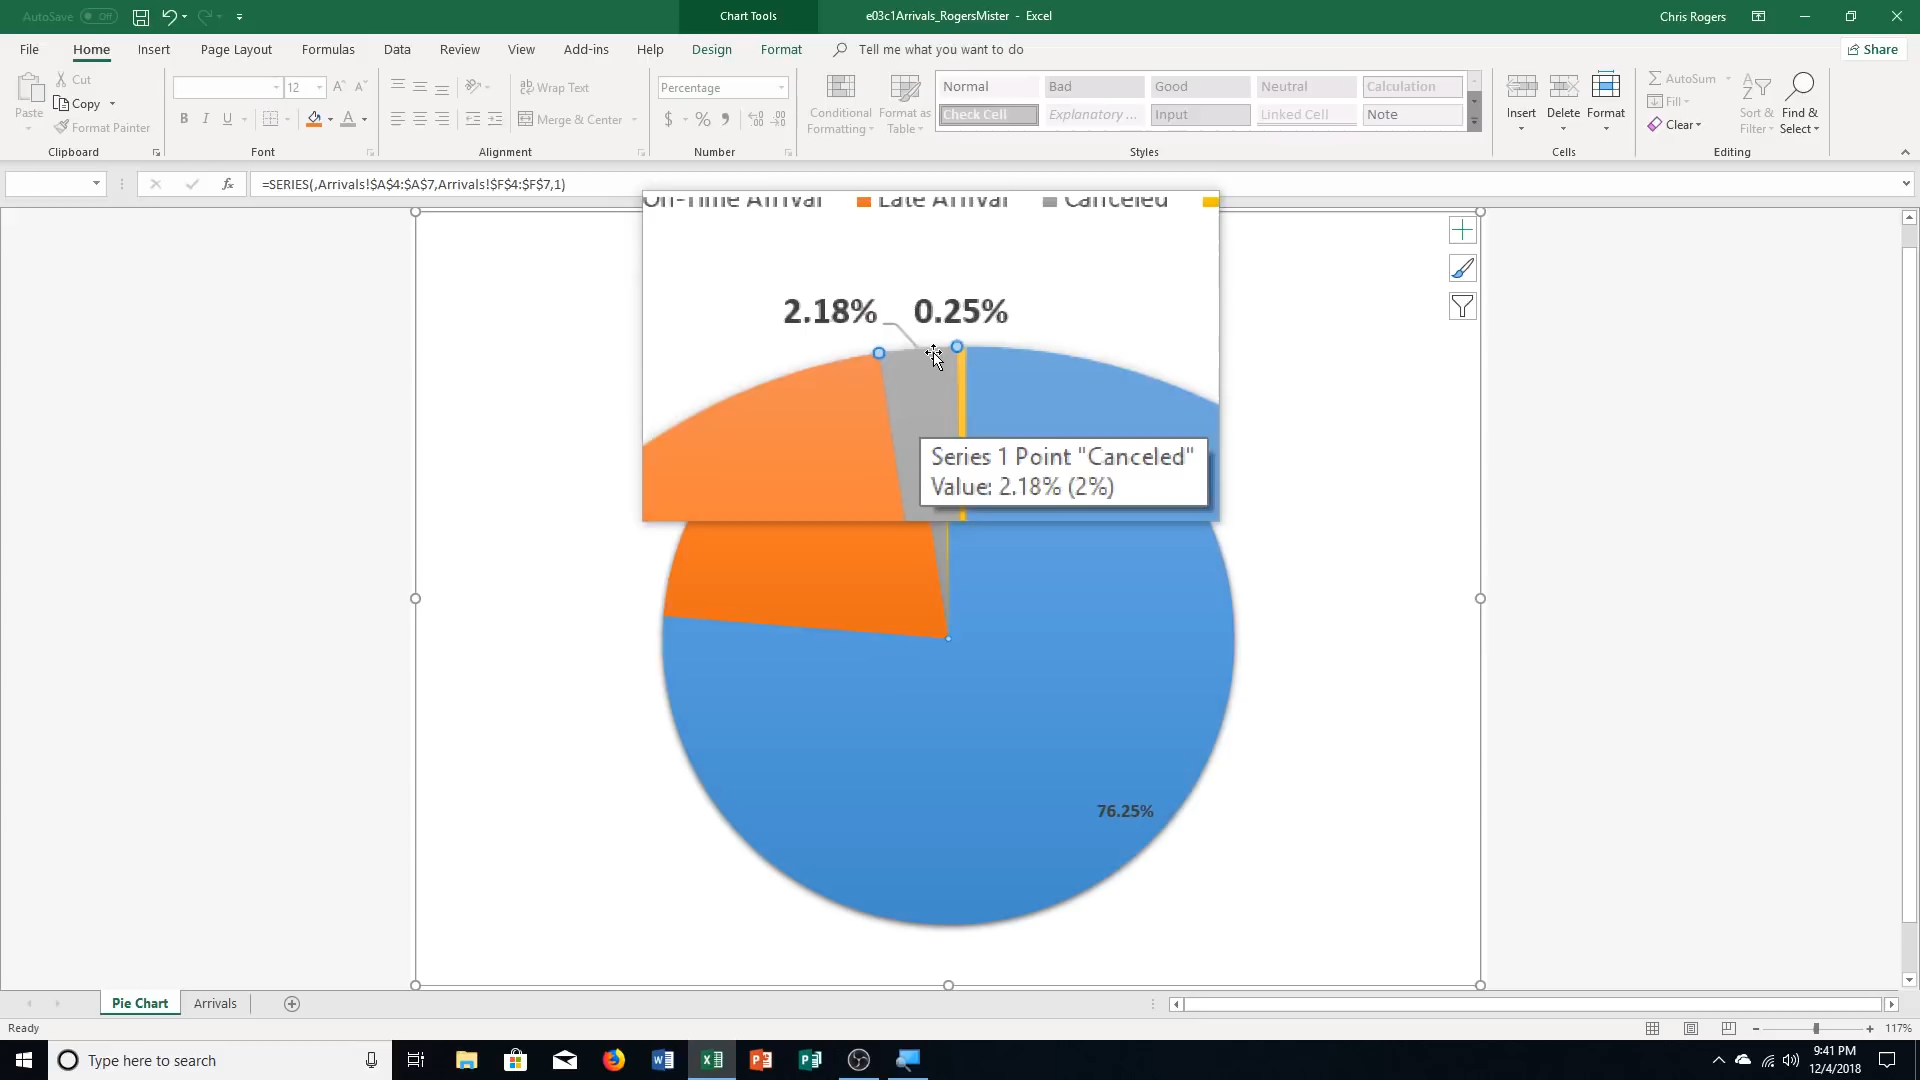 AutoSave Off
Chart Tools
e03c1Arrivals_RogersMister - Excel
Chris Rogers
File Home Insert Draw Page Layout Formulas Data Review View Add-ins Help Design Format Tell me what you want to do
Share
Paste
Cut
Copy
Format Painter
Clipboard
12
B I U
Font
Wrap Text
Merge & Center
Alignment
Percentage
$ % ,
Number
Conditional Formatting
Format as Table
Normal Bad Good Neutral Calculation
Check Cell Explanatory ... Input Linked Cell Note
Styles
Insert Delete Format
Cells
AutoSum
Fill
Clear
Sort & Filter
Find & Select
Editing
fx =SERIES(,Arrivals!$A$4:$A$7,Arrivals!$F$4:$F$7,1)
On-Time Arrival Late Arrival Canceled
2.18% 0.25%
Series 1 Point "Canceled"
Value: 2.18% (2%)
76.25%
Pie Chart Arrivals
Ready
117%
Type here to search
9:41 PM
12/4/2018